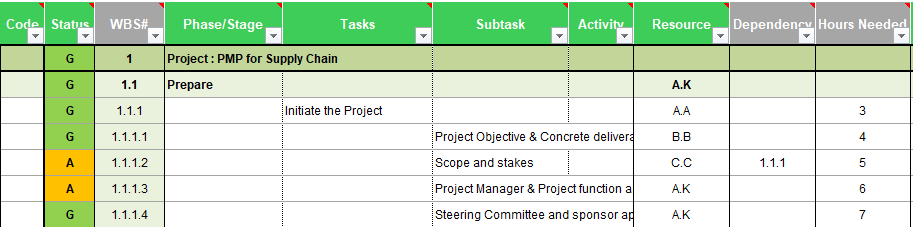 Code Status WBS# Phase/Stage Tasks Subtask Activity Resource Dependency Hours Needed
G 1 Project : PMP for Supply Chain
G 1.1 Prepare A.K
G 1.1.1 Initiate the Project A.A 3
G 1.1.1.1 Project Objective & Concrete delivera B.B 4
A 1.1.1.2 Scope and stakes C.C 1.1.1 5
A 1.1.1.3 Project Manager & Project function a A.K 6
G 1.1.1.4 Steering Committee and sponsor ap A.K 7